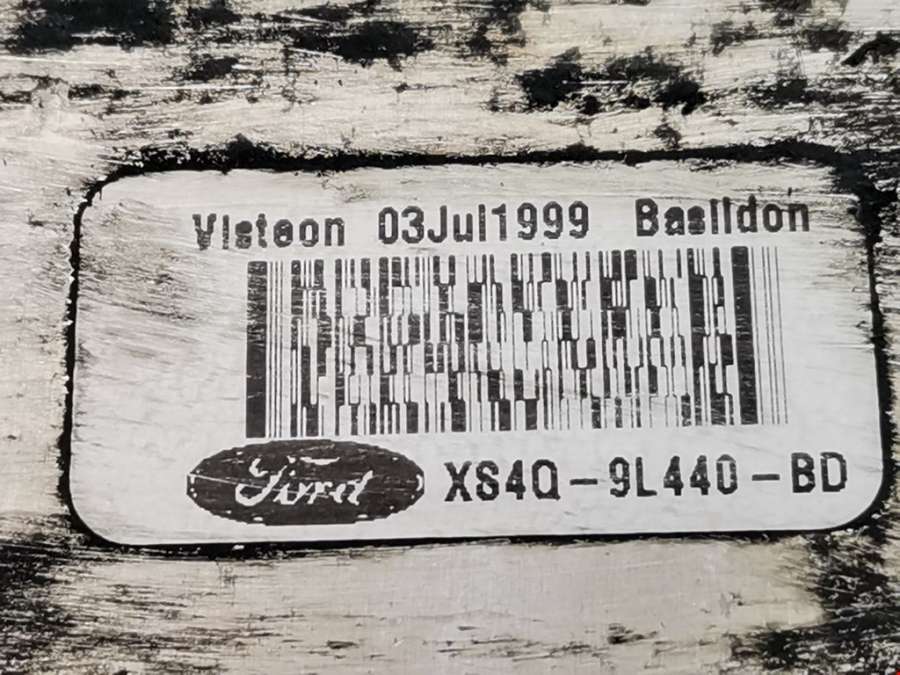 Visteon 03Jul1999 Basildon
Ford XS4Q-9L440-BD